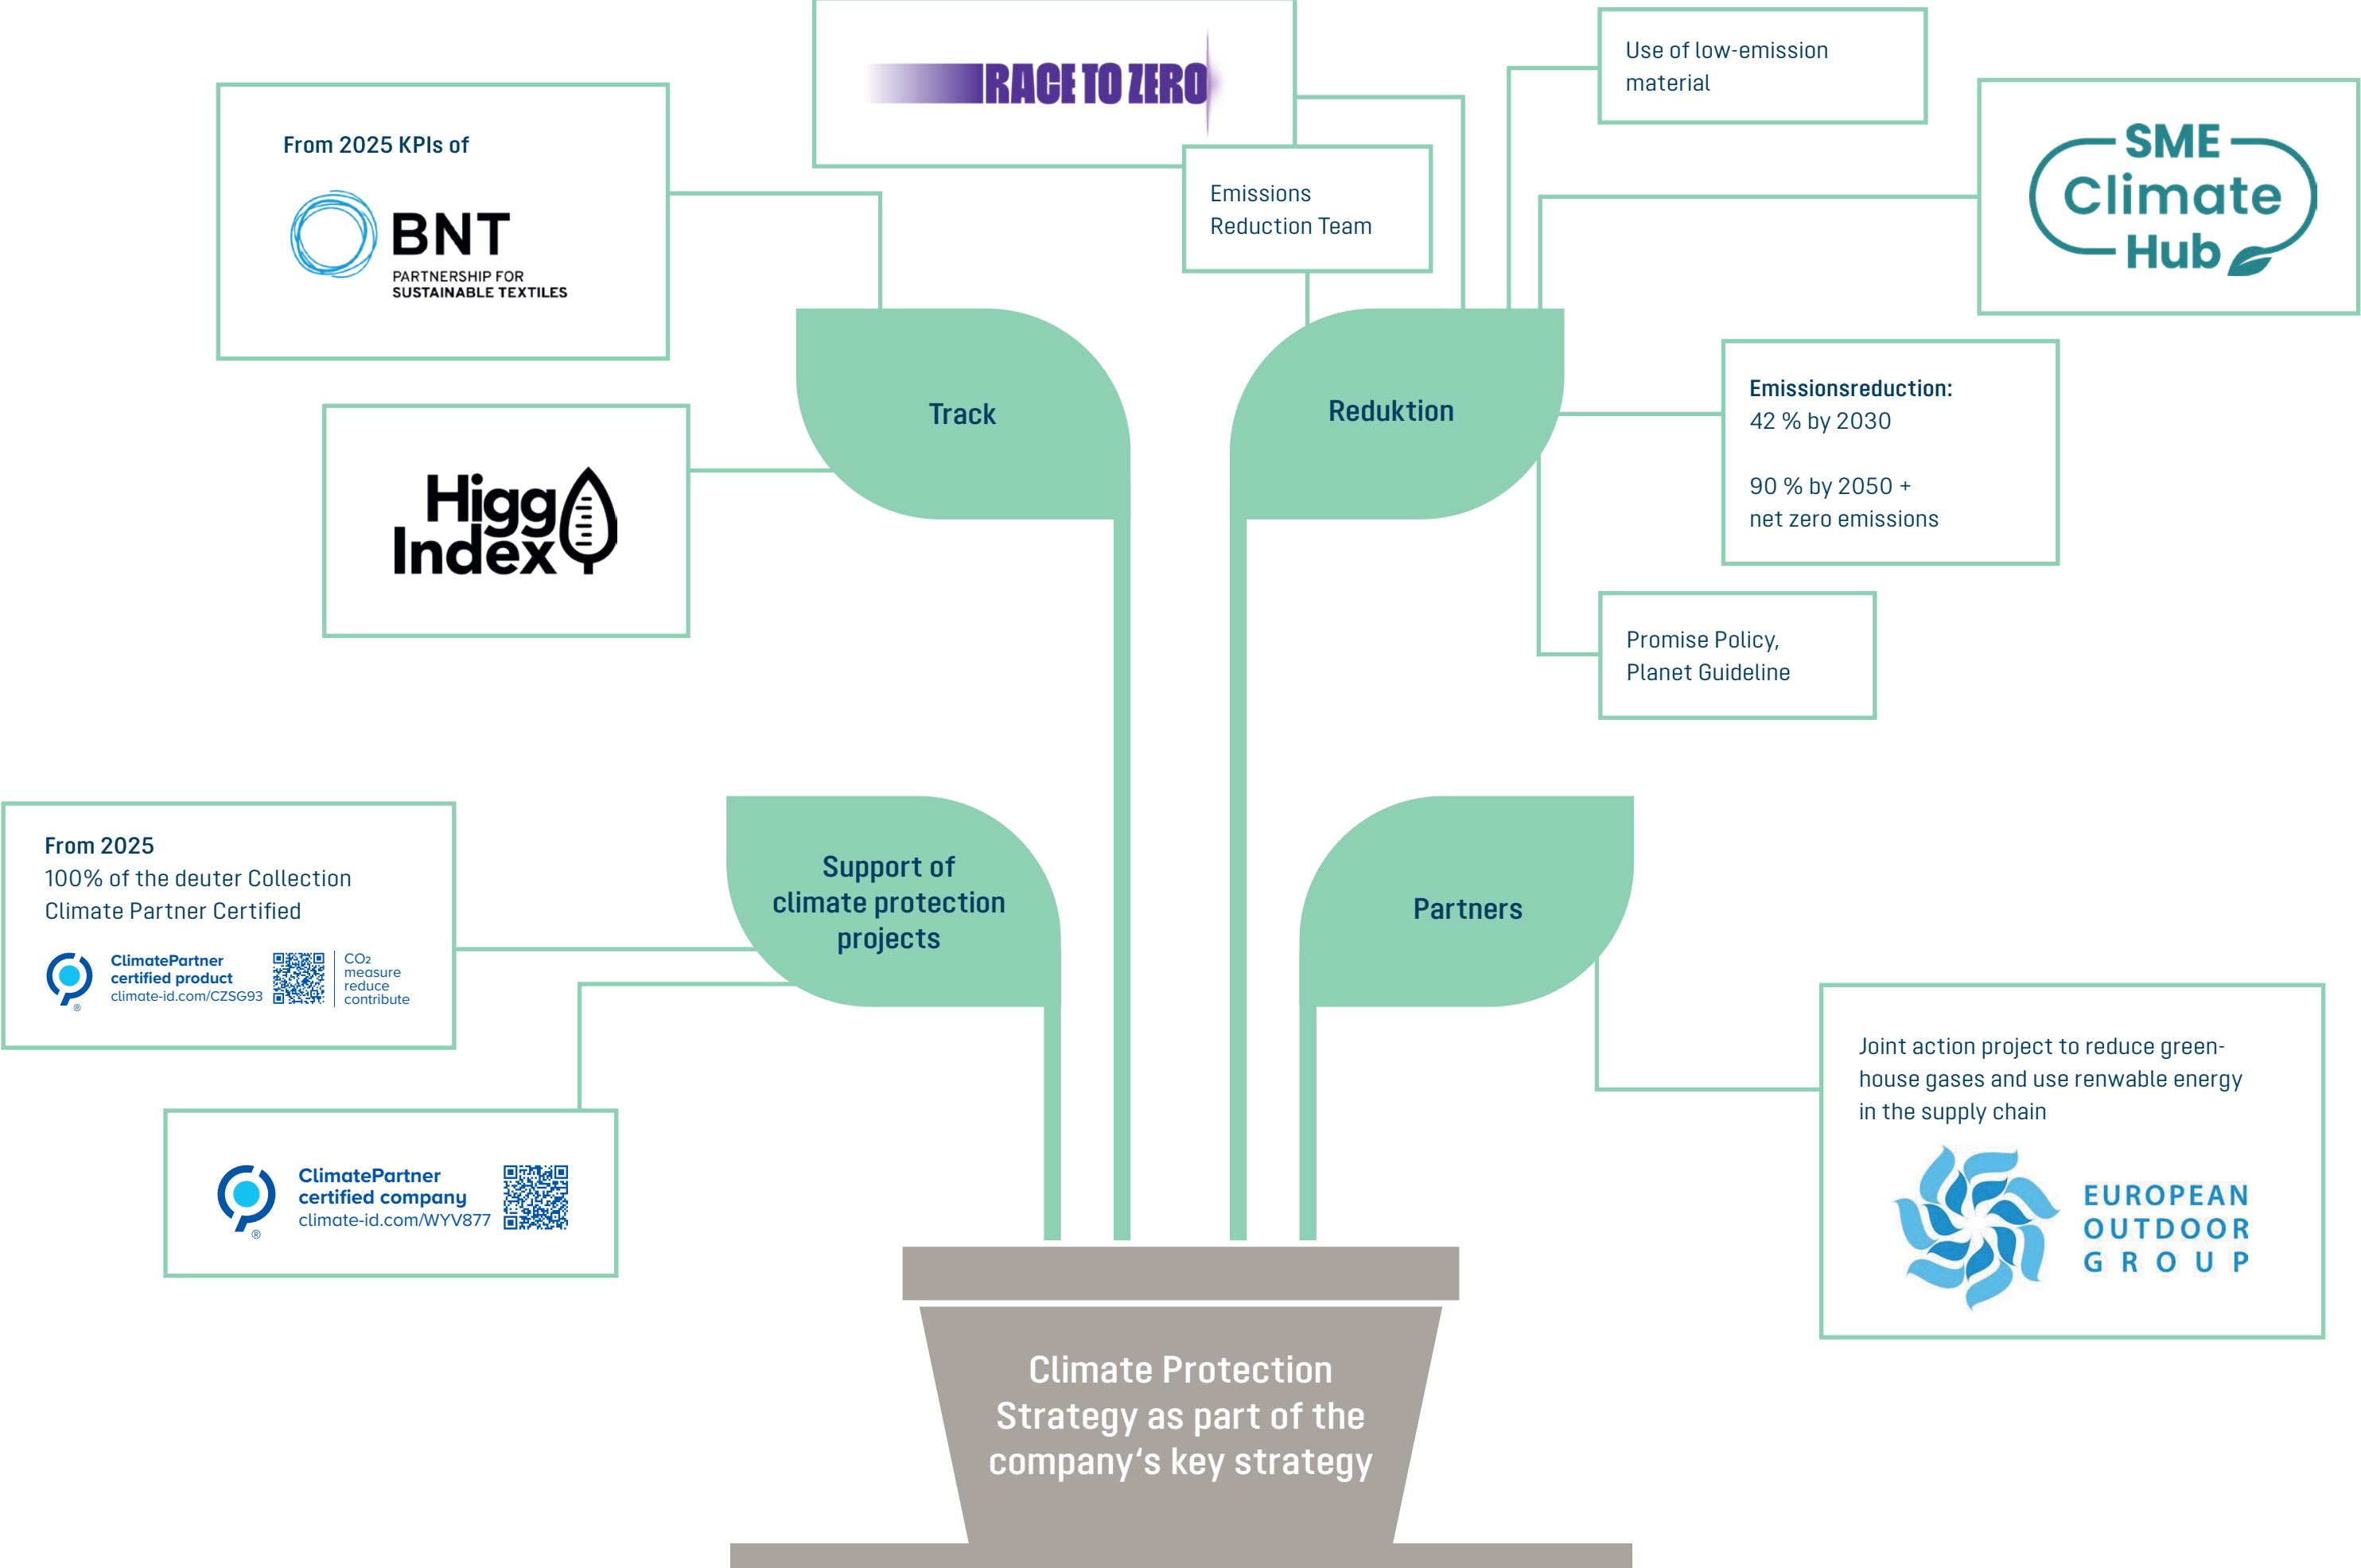 RACE TO ZERO
Use of low-emission
material
From 2025 KPIs of
BNT
PARTNERSHIP FOR
SUSTAINABLE TEXTILES
Emissions
Reduction Team
SME
Climate
Hub
Track
Reduktion
Emissionsreduction:
42 % by 2030
90 % by 2050 +
net zero emissions
Higg
Index
Promise Policy,
Planet Guideline
From 2025
100% of the deuter Collection
Climate Partner Certified
ClimatePartner
certified product
climate-id.com/CZSG93
®
CO₂
measure
reduce
contribute
Support of
climate protection
projects
Partners
ClimatePartner
certified company
climate-id.com/WYV877
®
Joint action project to reduce green-
house gases and use renwable energy
in the supply chain
EUROPEAN
OUTDOOR
GROUP
Climate Protection
Strategy as part of the
company‘s key strategy